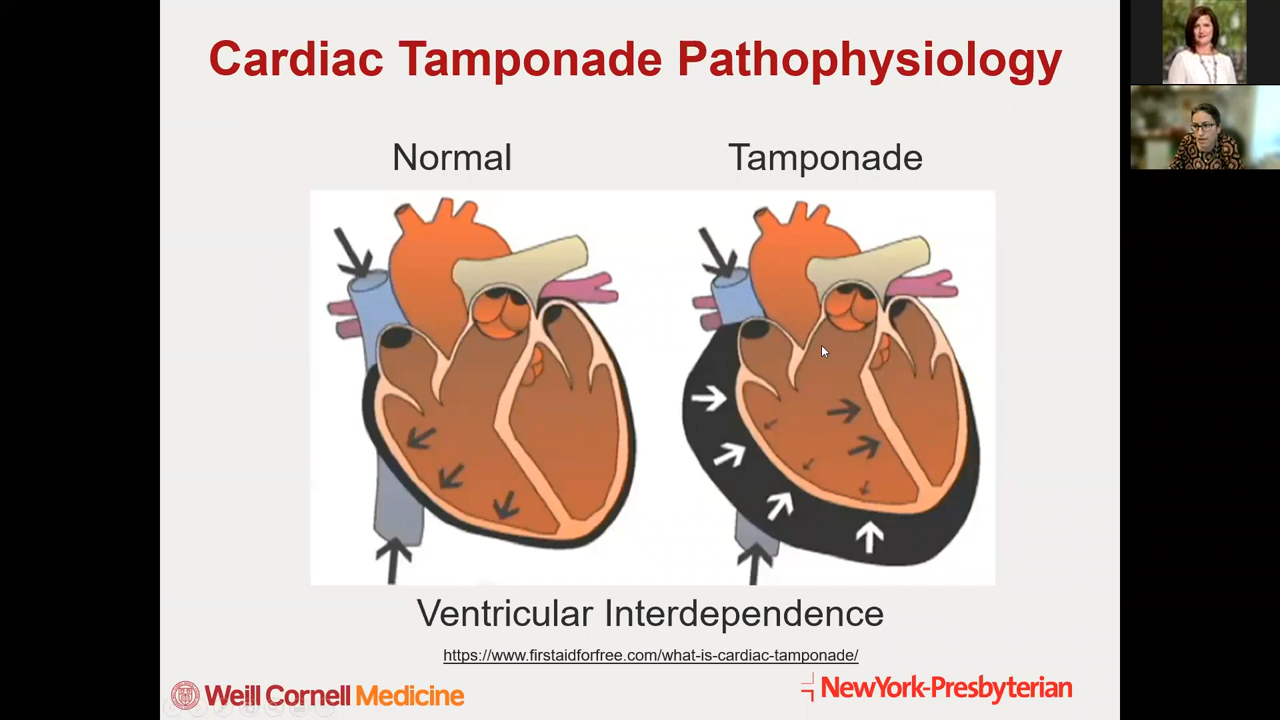 Cardiac Tamponade Pathophysiology
Normal
Tamponade
Ventricular Interdependence
https://www.firstaidforfree.com/what-is-cardiac-tamponade/
Weill Cornell Medicine
NewYork-Presbyterian